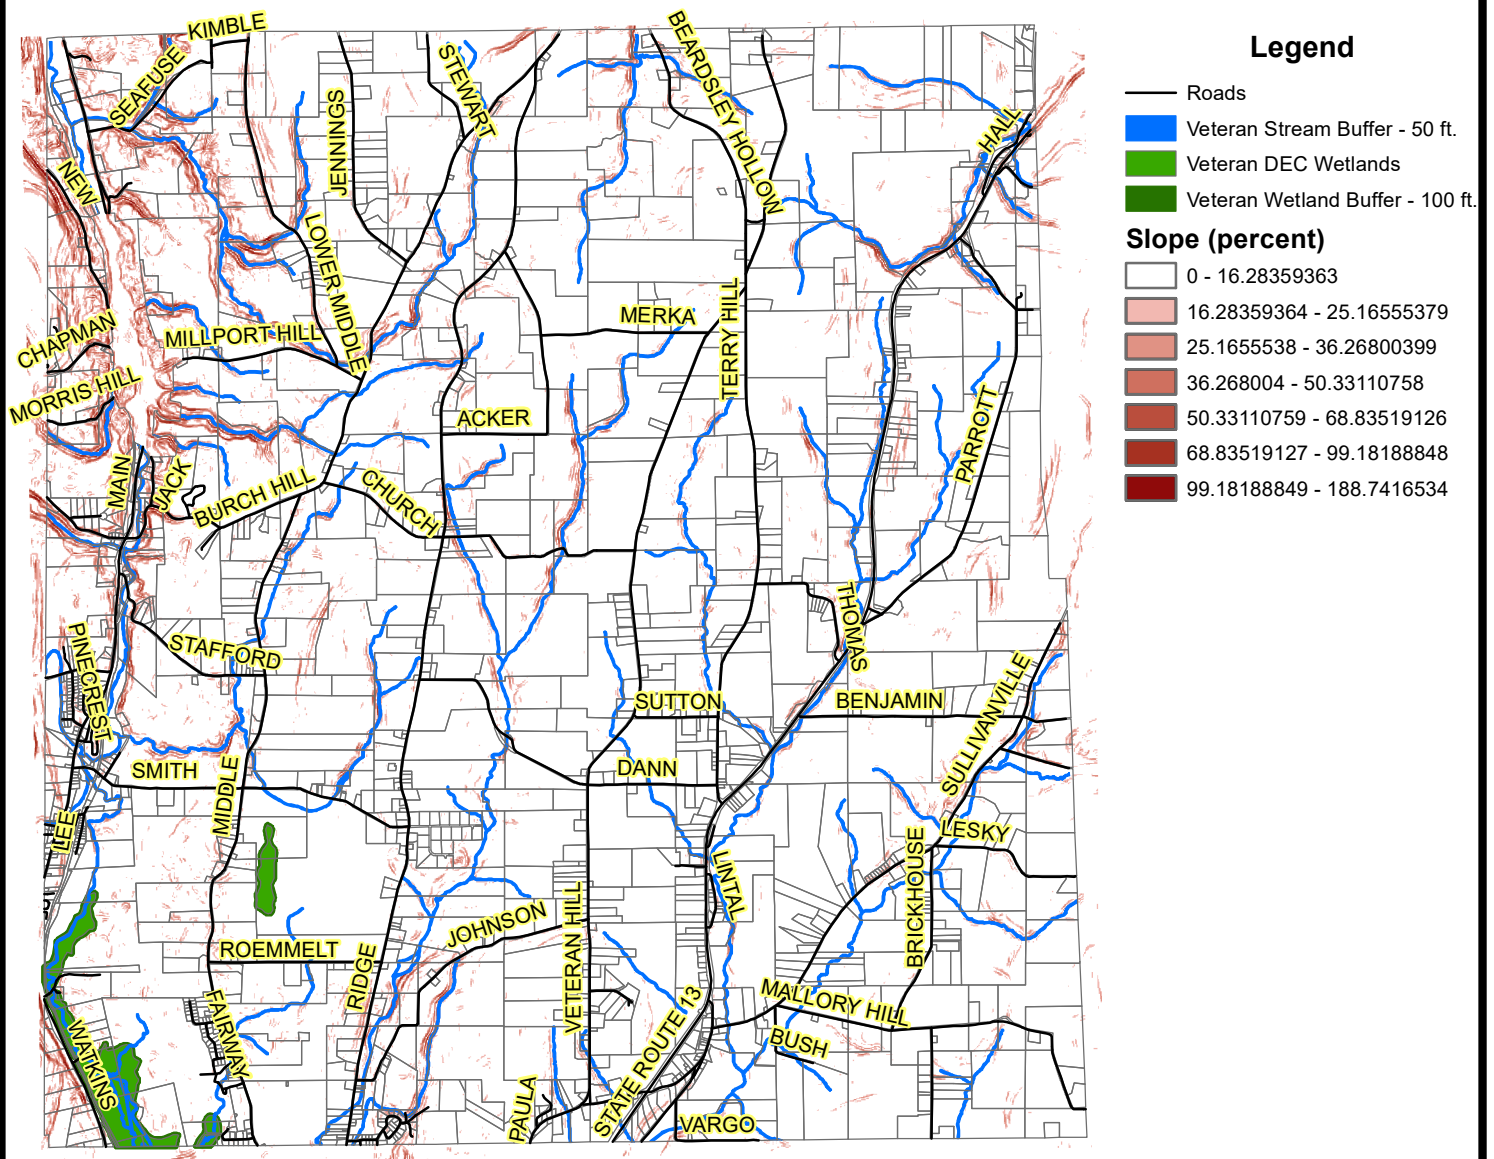 KIMBLE
SEAFUSE
BEARDSLEY HOLLOW
STEWART
JENNINGS
HALL
NEW
LOWER MIDDLE
MERKA
TERRY HILL
CHAPMAN
MILLPORT HILL
MORRIS HILL
ACKER
PARROTT
MAIN
JACK
BURCH HILL
CHURCH
THOMAS
STAFFORD
PINECREST
SUTTON
BENJAMIN
SULLIVANVILLE
SMITH
DANN
MIDDLE
LEE
LESKY
LINTAL
BRICKHOUSE
JOHNSON
VETERAN HILL
ROEMMELT
RIDGE
FAIRWAY
MALLORY HILL
BUSH
STATE ROUTE 13
WATKINS
PAULA
VARGO
Legend
Roads
Veteran Stream Buffer - 50 ft.
Veteran DEC Wetlands
Veteran Wetland Buffer - 100 ft.
Slope (percent)
0 - 16.28359363
16.28359364 - 25.16555379
25.1655538 - 36.26800399
36.268004 - 50.33110758
50.33110759 - 68.83519126
68.83519127 - 99.18188848
99.18188849 - 188.7416534